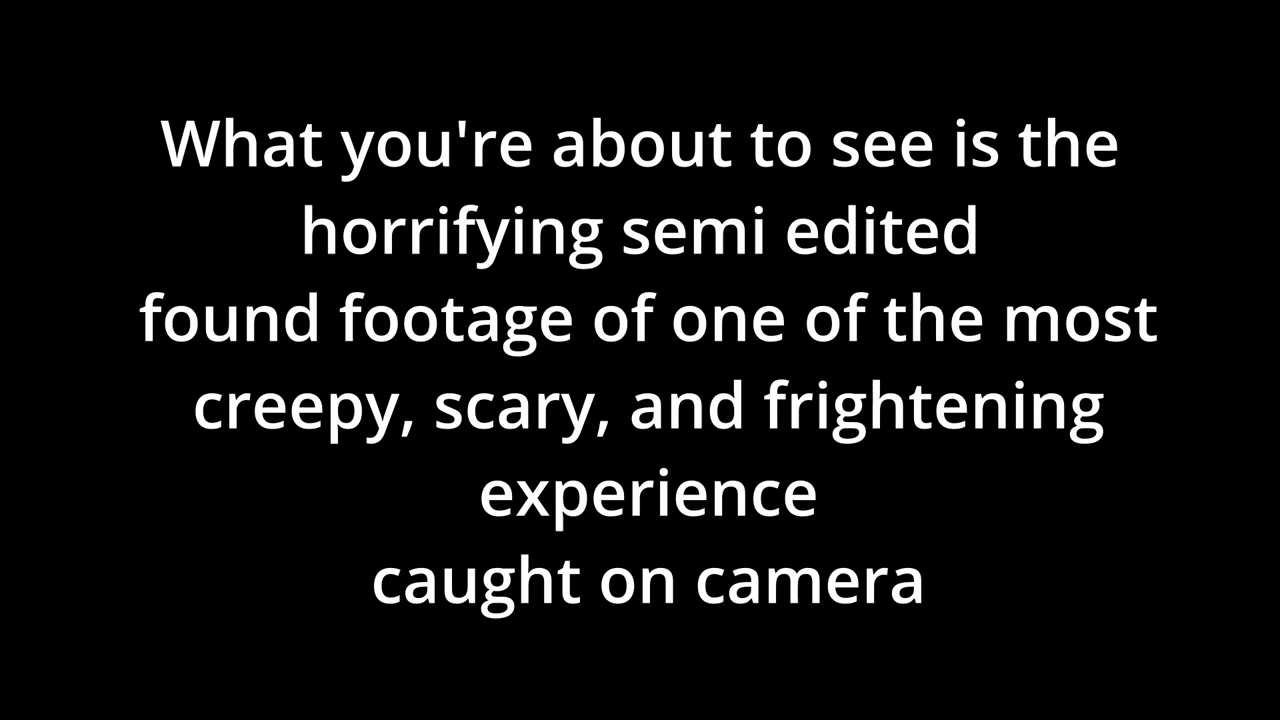 What you're about to see is the
horrifying semi edited
found footage of one of the most
creepy, scary, and frightening
experience
caught on camera